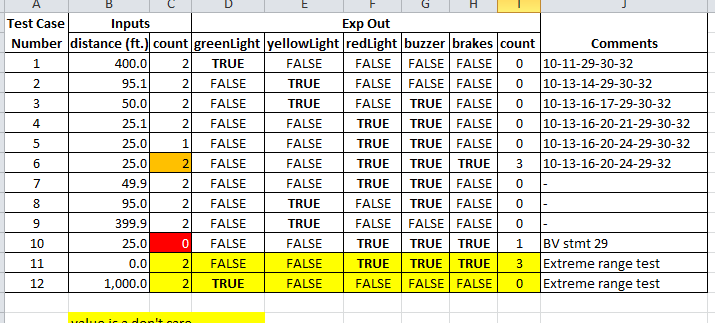 A B C D E F G H I J
Test Case Inputs Exp Out
Number distance (ft.) count greenLight yellowLight redLight buzzer brakes count Comments
1 400.0 2 TRUE FALSE FALSE FALSE FALSE 0 10-11-29-30-32
2 95.1 2 FALSE TRUE FALSE FALSE FALSE 0 10-13-14-29-30-32
3 50.0 2 FALSE TRUE FALSE TRUE FALSE 0 10-13-16-17-29-30-32
4 25.1 2 FALSE FALSE TRUE TRUE FALSE 0 10-13-16-20-21-29-30-32
5 25.0 1 FALSE FALSE TRUE TRUE FALSE 0 10-13-16-20-24-29-30-32
6 25.0 2 FALSE FALSE TRUE TRUE TRUE 3 10-13-16-20-24-29-32
7 49.9 2 FALSE FALSE TRUE TRUE FALSE 0 -
8 95.0 2 FALSE TRUE FALSE TRUE FALSE 0 -
9 399.9 2 FALSE TRUE FALSE FALSE FALSE 0 -
10 25.0 0 FALSE FALSE TRUE TRUE TRUE 1 BV stmt 29
11 0.0 2 FALSE FALSE TRUE TRUE TRUE 3 Extreme range test
12 1,000.0 2 TRUE FALSE FALSE FALSE FALSE 0 Extreme range test
value is a don't care